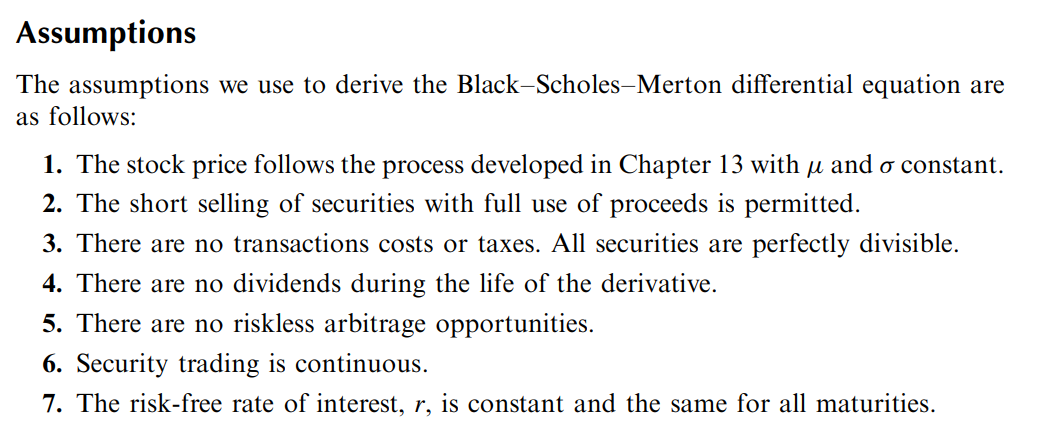 Assumptions
The assumptions we use to derive the Black–Scholes–Merton differential equation are
as follows:
1. The stock price follows the process developed in Chapter 13 with μ and σ constant.
2. The short selling of securities with full use of proceeds is permitted.
3. There are no transactions costs or taxes. All securities are perfectly divisible.
4. There are no dividends during the life of the derivative.
5. There are no riskless arbitrage opportunities.
6. Security trading is continuous.
7. The risk-free rate of interest, r, is constant and the same for all maturities.